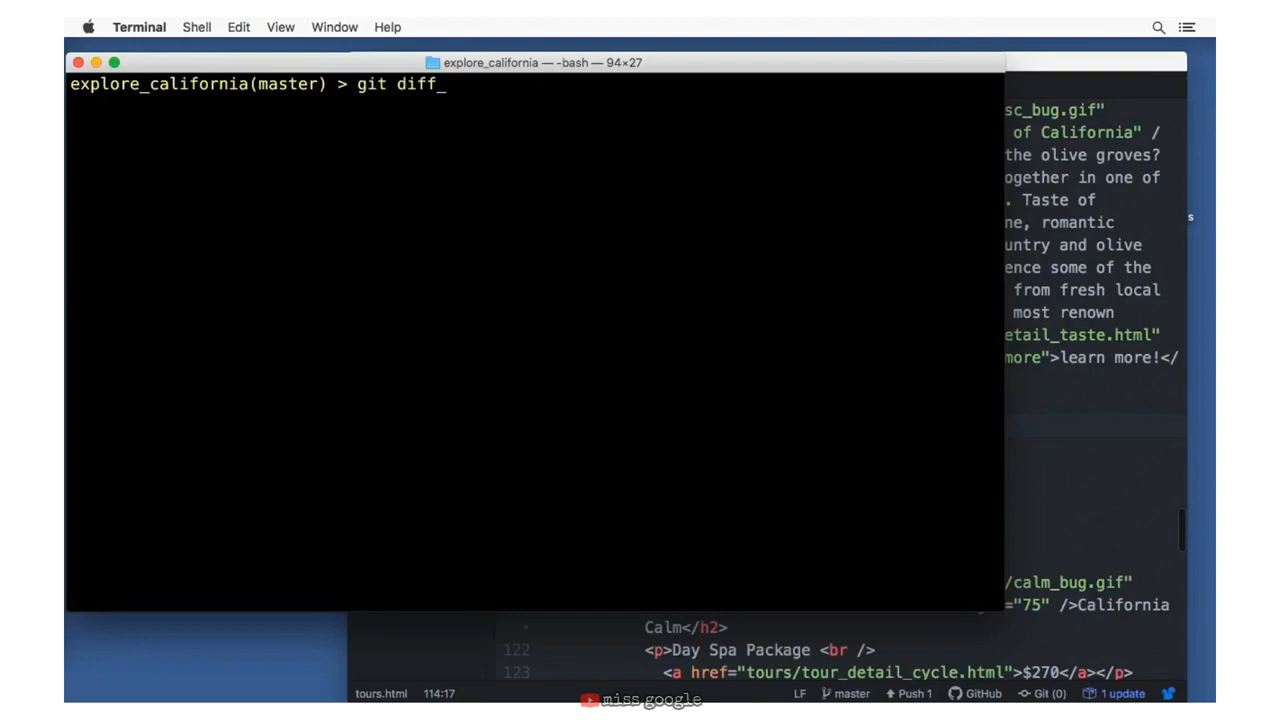 Terminal Shell Edit View Window Help
explore_california — -bash — 94×27
explore_california(master) > git diff_
sc_bug.gif"
of California" /
the olive groves?
ogether in one of
. Taste of
s
ne, romantic
untry and olive
ence some of the
from fresh local
most renown
etail_taste.html"
more">learn more!</
/calm_bug.gif"
="75" />California
Calm</h2>
122 <p>Day Spa Package <br />
123 <a href="tours/tour_detail_cycle.html">$270</a></p>
tours.html 114:17 LF master Push 1 GitHub Git (0) 1 update
miss google